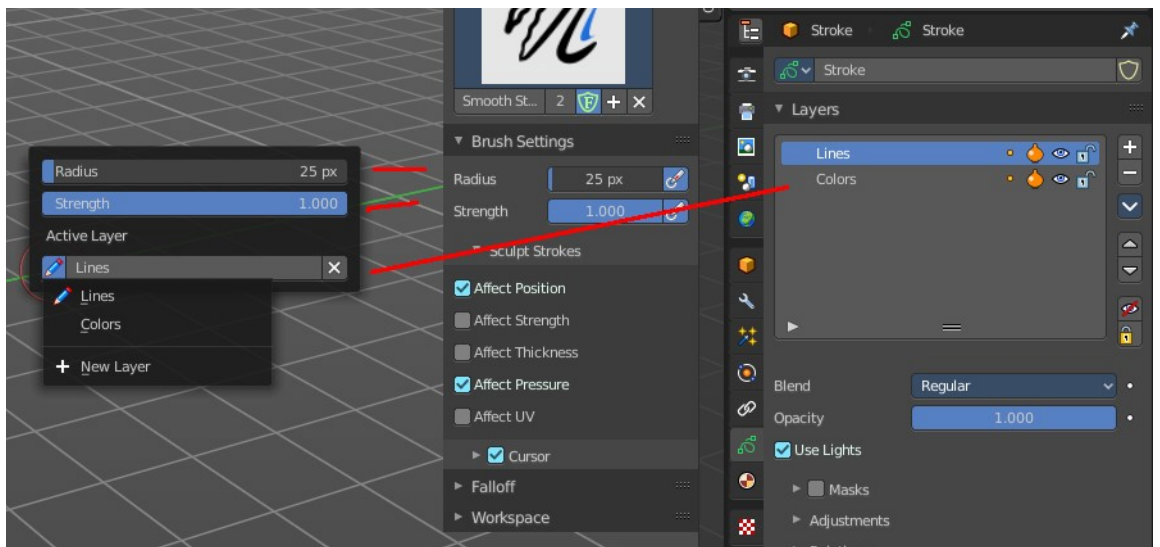 Radius 25 px
Strength 1.000
Active Layer
Lines
Lines
Colors
New Layer
Smooth St... 2 F
Brush Settings
Radius 25 px
Strength 1.000
Sculpt Strokes
Affect Position
Affect Strength
Affect Thickness
Affect Pressure
Affect UV
Cursor
Falloff
Workspace
Stroke Stroke
Stroke
Layers
Lines
Colors
Blend Regular
Opacity 1.000
Use Lights
Masks
Adjustments